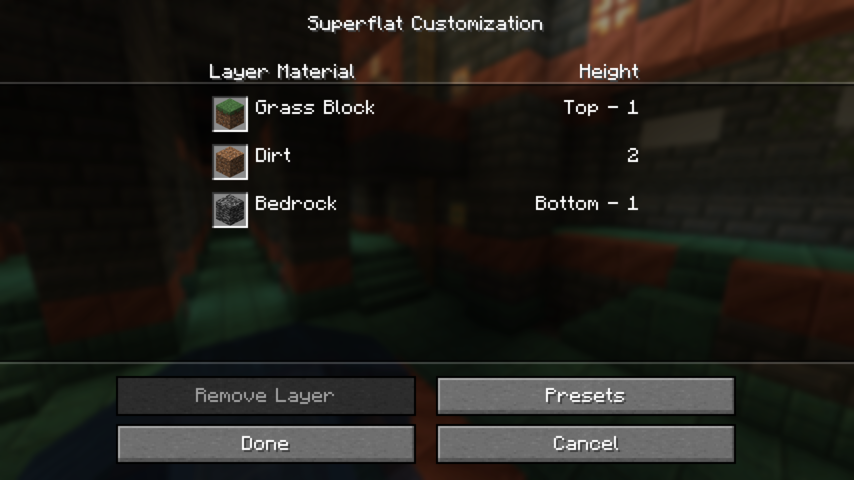 Superflat Customization
Layer Material Height
Grass Block Top - 1
Dirt 2
Bedrock Bottom - 1
Remove Layer Presets
Done Cancel